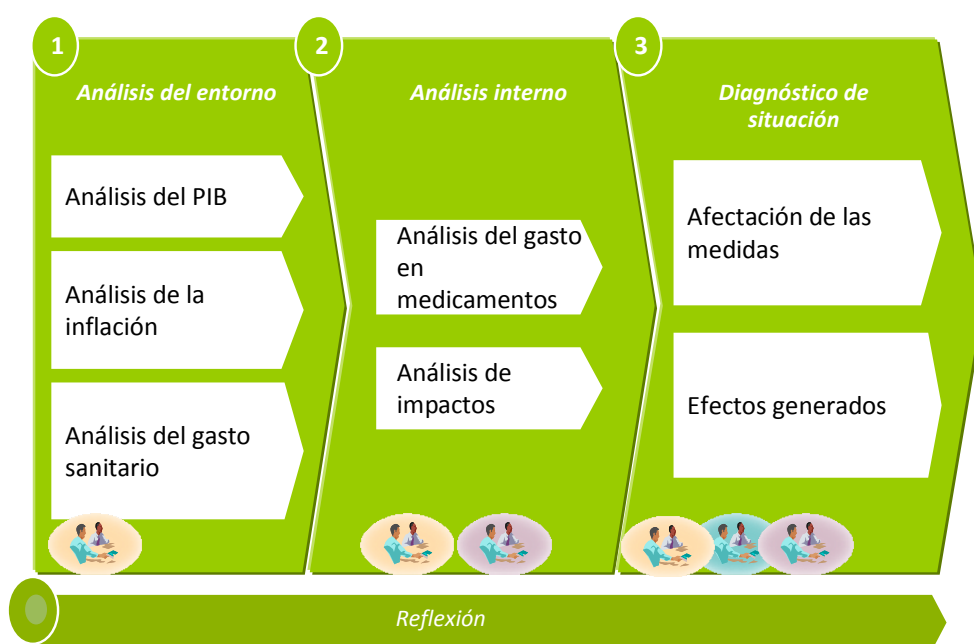 1
Análisis del entorno
Análisis del PIB
Análisis de la
inflación
Análisis del gasto
sanitario
2
Análisis interno
Análisis del gasto
en
medicamentos
Análisis de
impactos
3
Diagnóstico de
situación
Afectación de las
medidas
Efectos generados
Reflexión